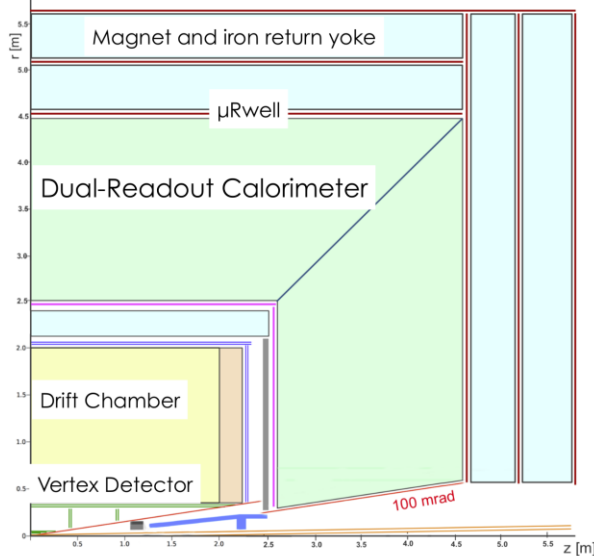 5.5
r [m]
Magnet and iron return yoke
5.0
4.5
µRwell
4.0
Dual-Readout Calorimeter
3.5
3.0
2.5
2.0
1.5
Drift Chamber
1.0
Vertex Detector
0.5
100 mrad
0
0.5
1.0
1.5
2.0
2.5
3.0
3.5
4.0
4.5
5.0
5.5
z [m]